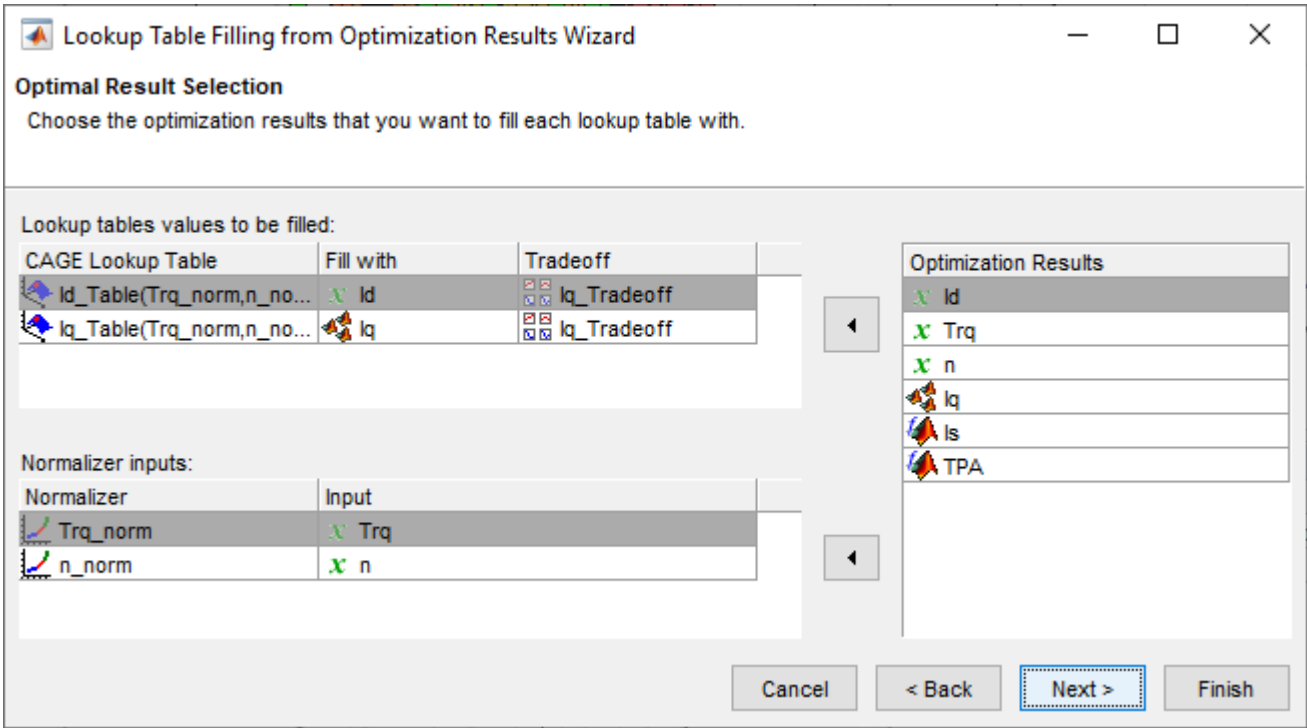 Lookup Table Filling from Optimization Results Wizard
Optimal Result Selection
Choose the optimization results that you want to fill each lookup table with.
Lookup tables values to be filled:
CAGE Lookup Table Fill with Tradeoff
Id_Table(Trq_norm,n_no... x Id Iq_Tradeoff
Iq_Table(Trq_norm,n_no... Iq Iq_Tradeoff
Normalizer inputs:
Normalizer Input
Trq_norm x Trq
n_norm x n
Optimization Results
x Id
x Trq
x n
Iq
Is
TPA
Cancel < Back Next > Finish